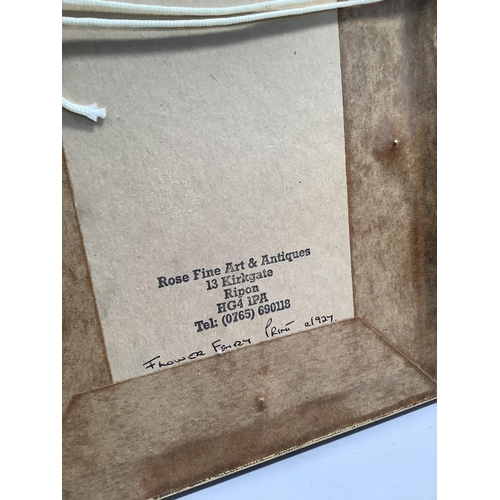 Rose Fine Art & Antiques
13 Kirkgate
Ripon
HG4 1PA
Tel: (0765) 690118
FLOWER FAIRY PRINT c1927.